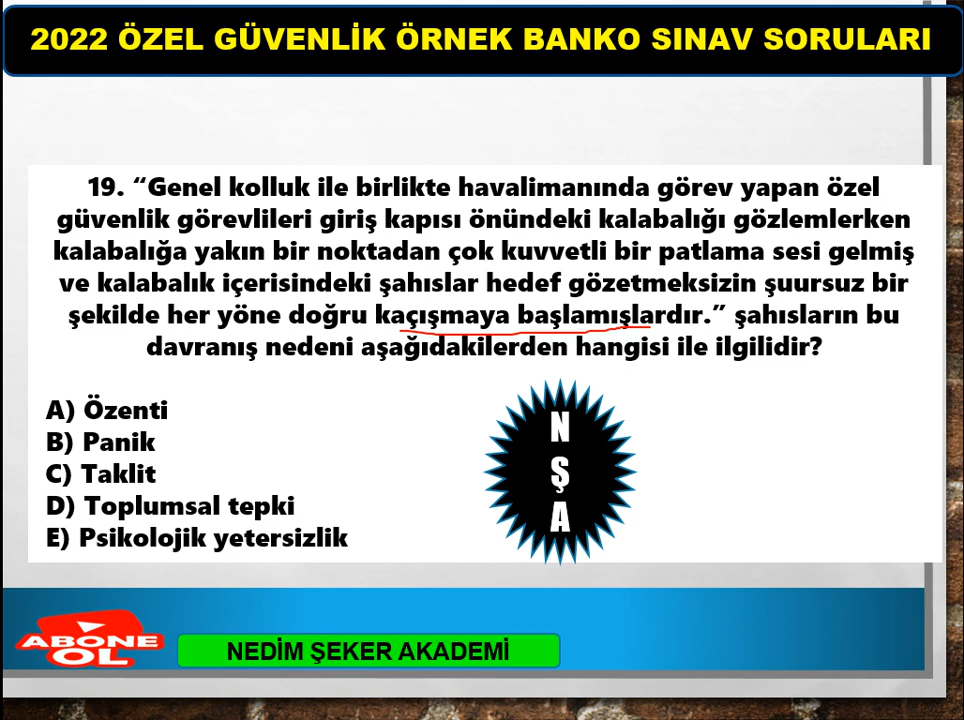 2022 ÖZEL GÜVENLİK ÖRNEK BANKO SINAV SORULARI
19. “Genel kolluk ile birlikte havalimanında görev yapan özel
güvenlik görevlileri giriş kapısı önündeki kalabalığı gözlemlerken
kalabalığa yakın bir noktadan çok kuvvetli bir patlama sesi gelmiş
ve kalabalık içerisindeki şahıslar hedef gözetmeksizin şuursuz bir
şekilde her yöne doğru kaçışmaya başlamışlardır.” şahısların bu
davranış nedeni aşağıdakilerden hangisi ile ilgilidir?
A) Özenti
B) Panik
C) Taklit
D) Toplumsal tepki
E) Psikolojik yetersizlik
N
Ş
A
ABONE
OL
NEDİM ŞEKER AKADEMİ